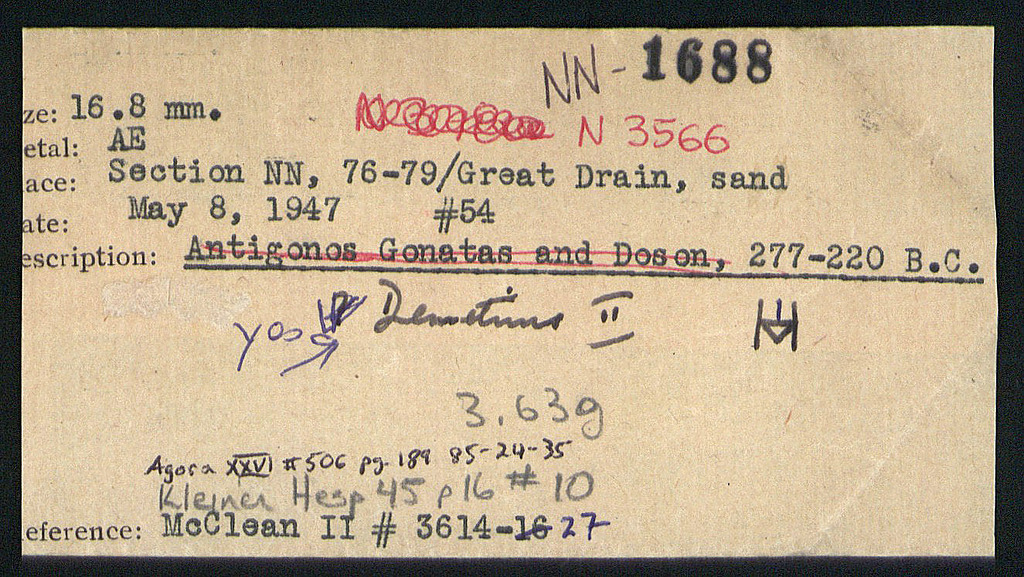 NN-1688
ze: 16.8 mm.
N 3566
etal: AE
ace: Section NN, 76-79/Great Drain, sand
ate: May 8, 1947 #54
escription: Antigonos Gonatas and Doson, 277-220 B.C.
yes Demetrius II
3.63g
Agora XXVI #506 pg. 189 85-24-35
Kleiner Hesp 45 p16 # 10
eference: McClean II # 3614-16 27